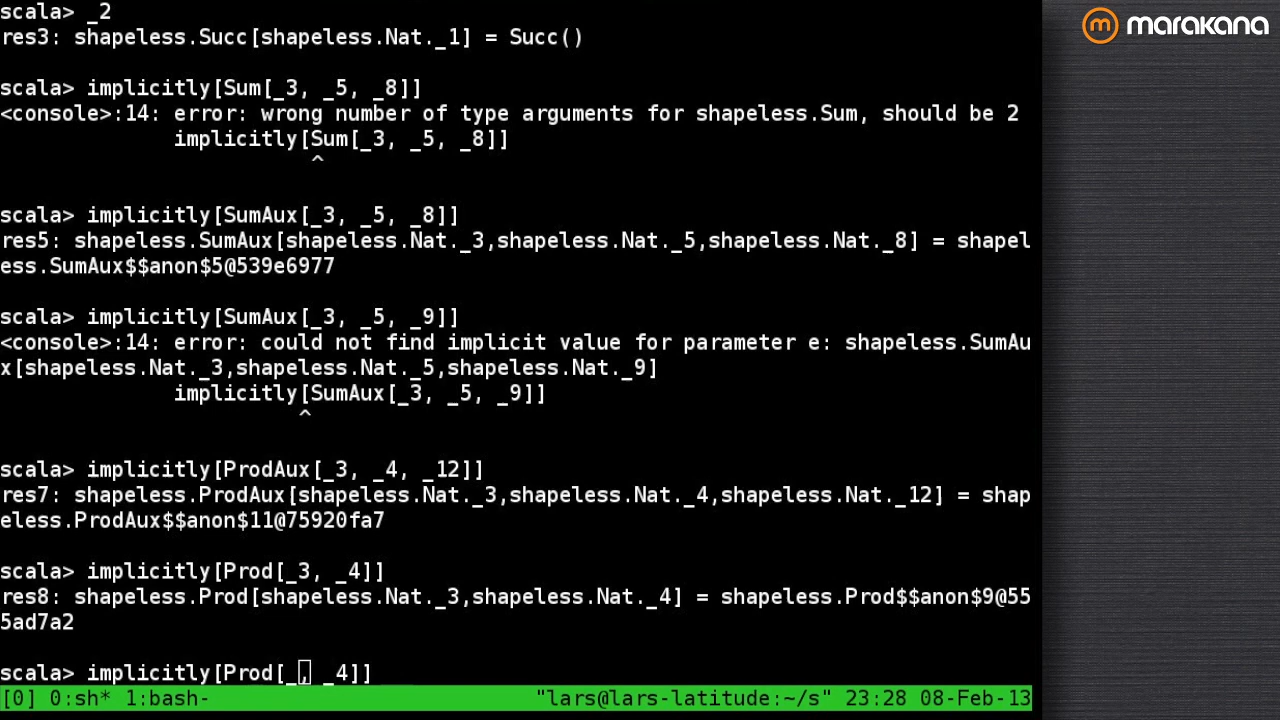 scala> _2
marakana
res3: shapeless.Succ[shapeless.Nat._1] = Succ()
scala> implicitly[Sum[_3, _5, _8]]
<console>:14: error: wrong number of type arguments for shapeless.Sum, should be 2
              implicitly[Sum[_3, _5, _8]]
                         ^
scala> implicitly[SumAux[_3, _5, _8]]
res5: shapeless.SumAux[shapeless.Nat._3,shapeless.Nat._5,shapeless.Nat._8] = shapel
ess.SumAux$$anon$5@539e6977
scala> implicitly[SumAux[_3, _5, _9]]
<console>:14: error: could not find implicit value for parameter e: shapeless.SumAu
x[shapeless.Nat._3,shapeless.Nat._5,shapeless.Nat._9]
              implicitly[SumAux[_3, _5, _9]]
                        ^
scala> implicitly[ProdAux[_3, _4, _12]]
res7: shapeless.ProdAux[shapeless.Nat._3,shapeless.Nat._4,shapeless.Nat._12] = shap
eless.ProdAux$$anon$11@75920fa7
scala> implicitly[Prod[_3, _4]]
res8: shapeless.Prod[shapeless.Nat._3,shapeless.Nat._4] = shapeless.Prod$$anon$9@55
5ad7a2
scala> implicitly[Prod[_, _4]]
[0] 0:sh* 1:bash- "lars@lars-latitude:~/s" 23:28 08-Feb-13